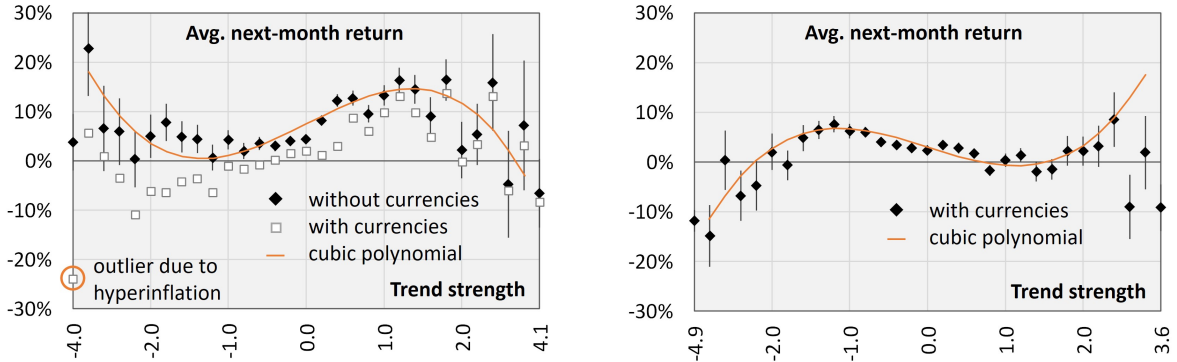 30%
20%
10%
0%
-10%
-20%
-30%
Avg. next-month return
without currencies
with currencies
cubic polynomial
outlier due to
hyperinflation
Trend strength
-4.0
-2.0
-1.0
0.0
1.0
2.0
4.1
30%
20%
10%
0%
-10%
-20%
-30%
Avg. next-month return
with currencies
cubic polynomial
Trend strength
-4.9
-2.0
-1.0
0.0
1.0
2.0
3.6